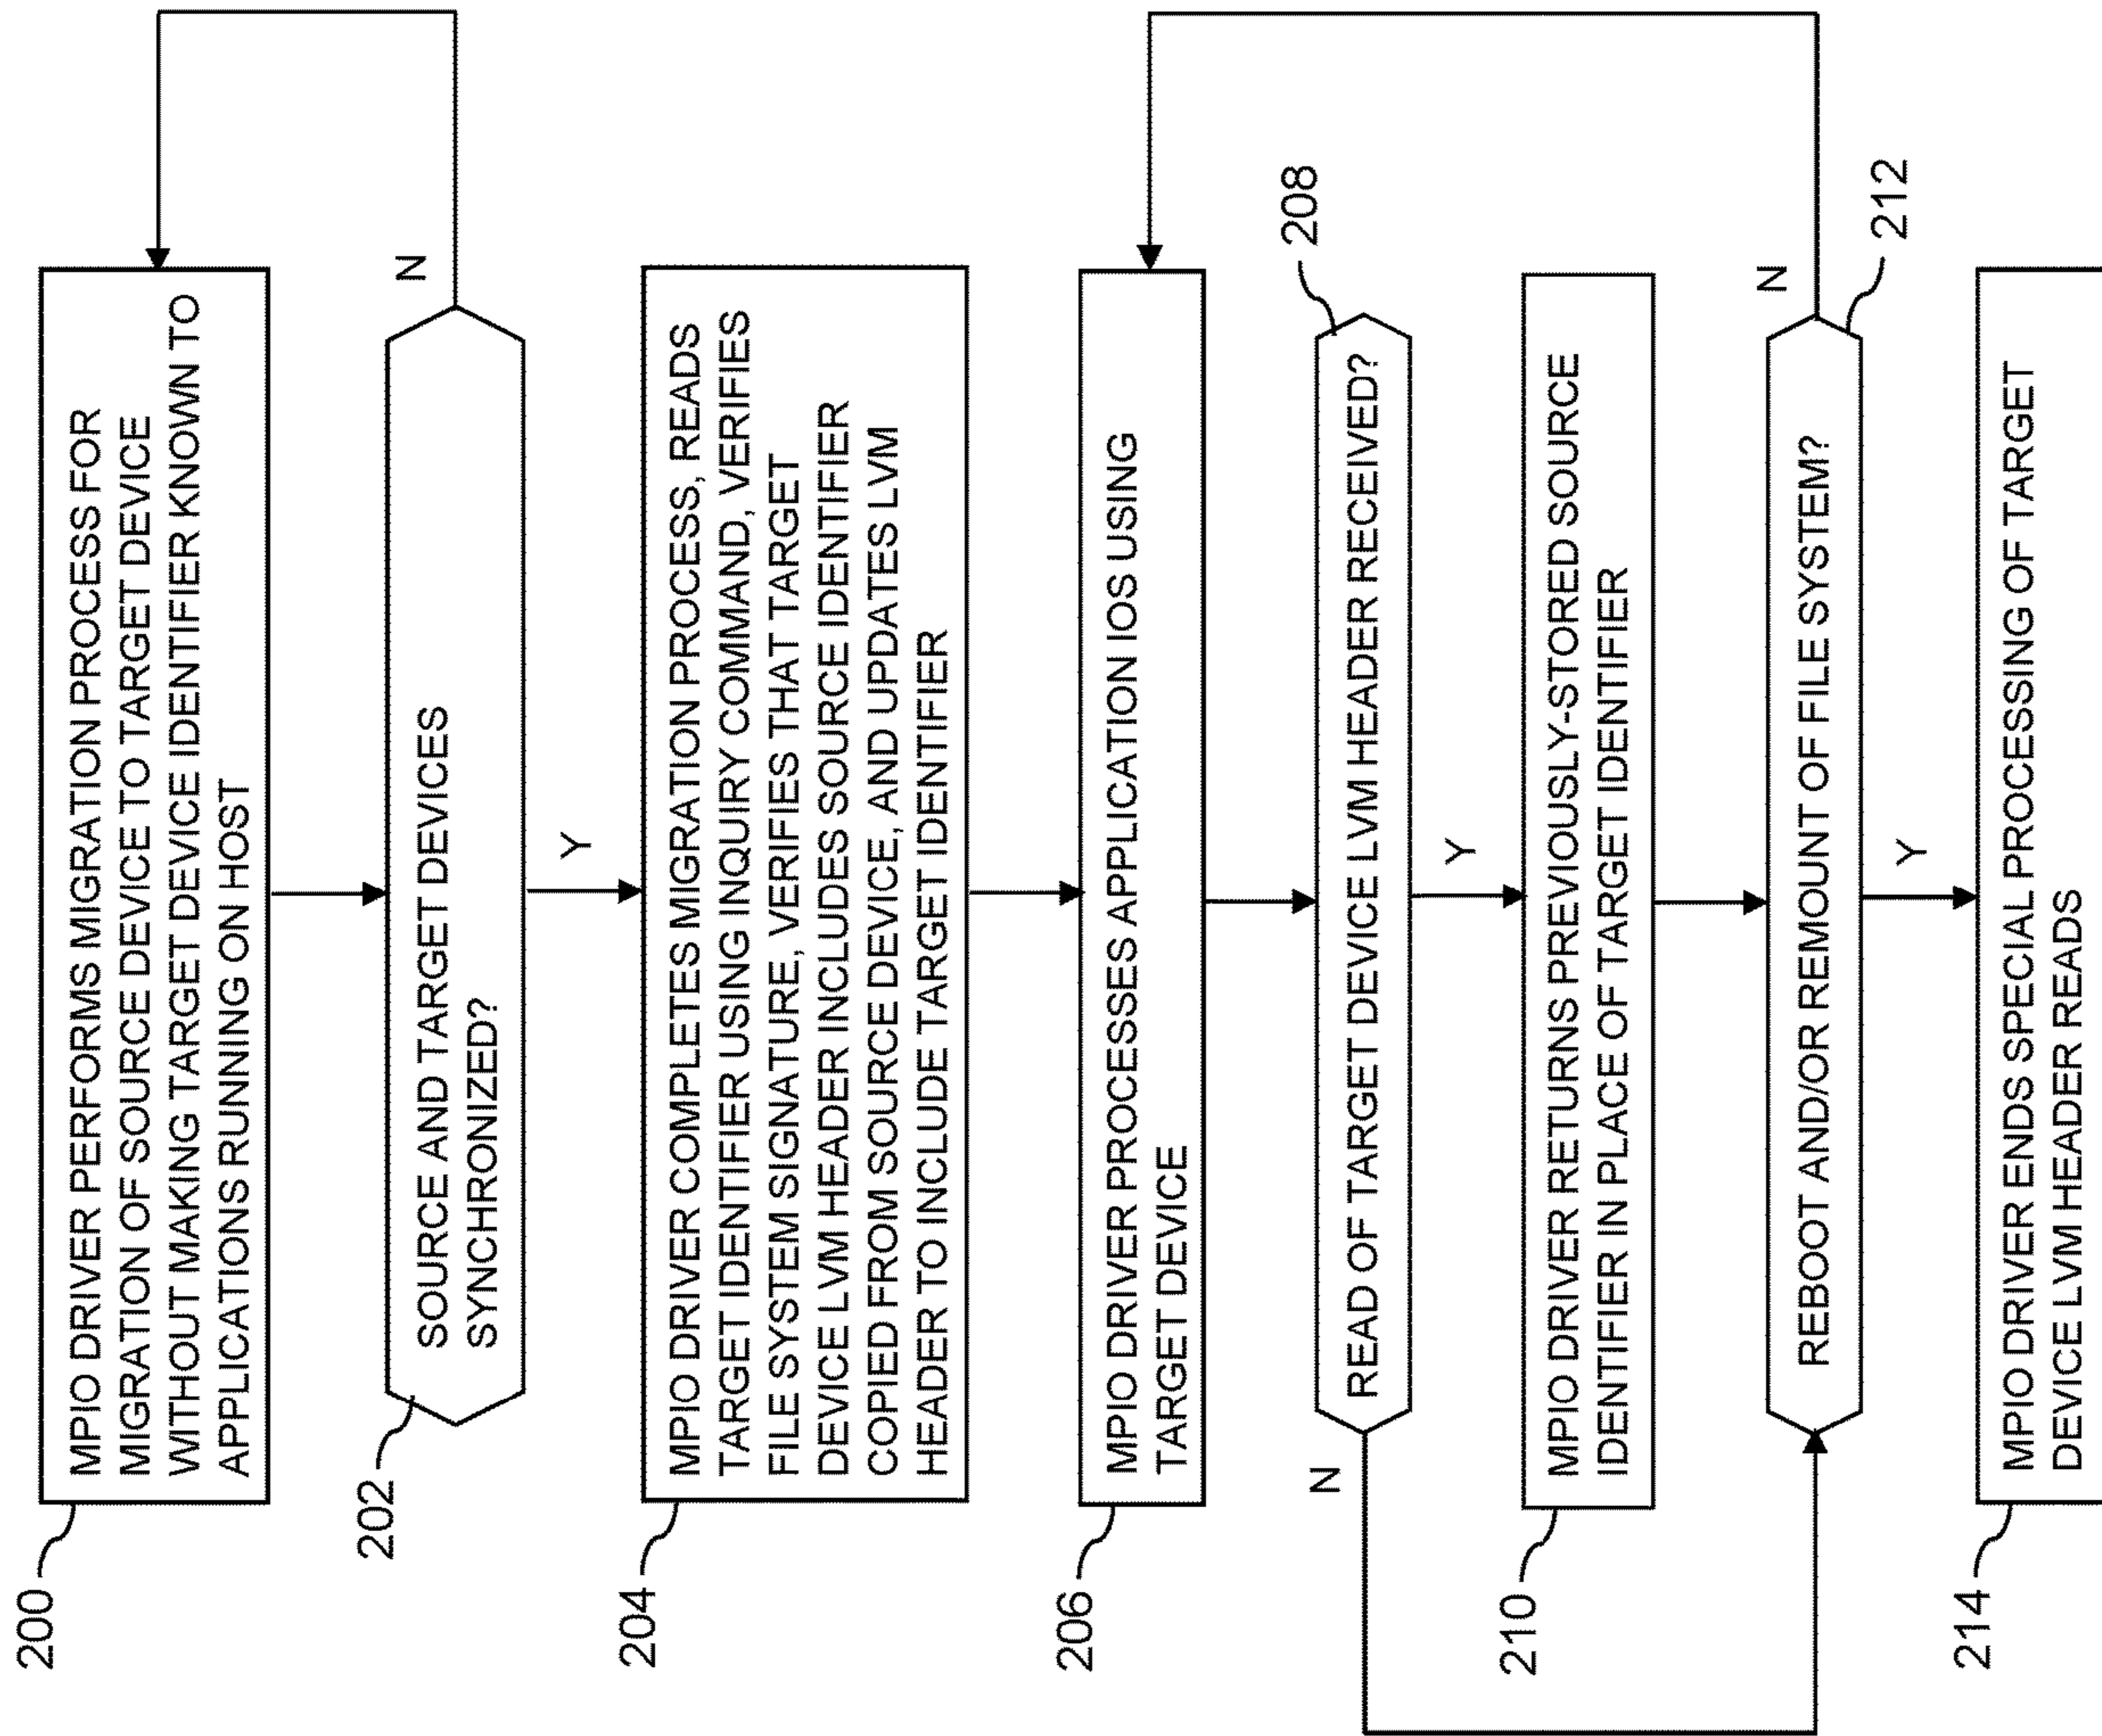 200
MPIO DRIVER PERFORMS MIGRATION PROCESS FOR
MIGRATION OF SOURCE DEVICE TO TARGET DEVICE
WITHOUT MAKING TARGET DEVICE IDENTIFIER KNOWN TO
APPLICATIONS RUNNING ON HOST
202
SOURCE AND TARGET DEVICES
SYNCHRONIZED?
N
Y
204
MPIO DRIVER COMPLETES MIGRATION PROCESS, READS
TARGET IDENTIFIER USING INQUIRY COMMAND, VERIFIES
FILE SYSTEM SIGNATURE, VERIFIES THAT TARGET
DEVICE LVM HEADER INCLUDES SOURCE IDENTIFIER
COPIED FROM SOURCE DEVICE, AND UPDATES LVM
HEADER TO INCLUDE TARGET IDENTIFIER
206
MPIO DRIVER PROCESSES APPLICATION IOS USING
TARGET DEVICE
208
READ OF TARGET DEVICE LVM HEADER RECEIVED?
N
Y
210
MPIO DRIVER RETURNS PREVIOUSLY-STORED SOURCE
IDENTIFIER IN PLACE OF TARGET IDENTIFIER
212
REBOOT AND/OR REMOUNT OF FILE SYSTEM?
N
Y
214
MPIO DRIVER ENDS SPECIAL PROCESSING OF TARGET
DEVICE LVM HEADER READS